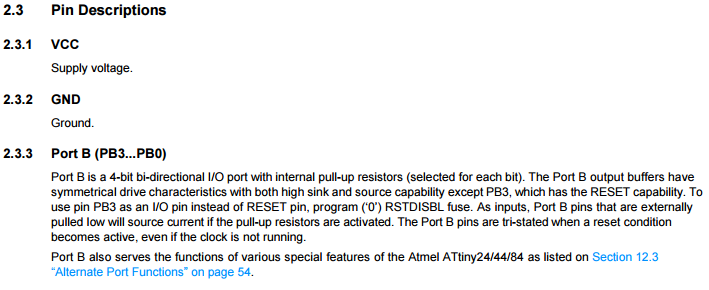 2.3 Pin Descriptions
2.3.1 VCC
Supply voltage.
2.3.2 GND
Ground.
2.3.3 Port B (PB3...PB0)
Port B is a 4-bit bi-directional I/O port with internal pull-up resistors (selected for each bit). The Port B output buffers have
symmetrical drive characteristics with both high sink and source capability except PB3, which has the RESET capability. To
use pin PB3 as an I/O pin instead of RESET pin, program (‘0’) RSTDISBL fuse. As inputs, Port B pins that are externally
pulled low will source current if the pull-up resistors are activated. The Port B pins are tri-stated when a reset condition
becomes active, even if the clock is not running.
Port B also serves the functions of various special features of the Atmel ATtiny24/44/84 as listed on Section 12.3
“Alternate Port Functions” on page 54.